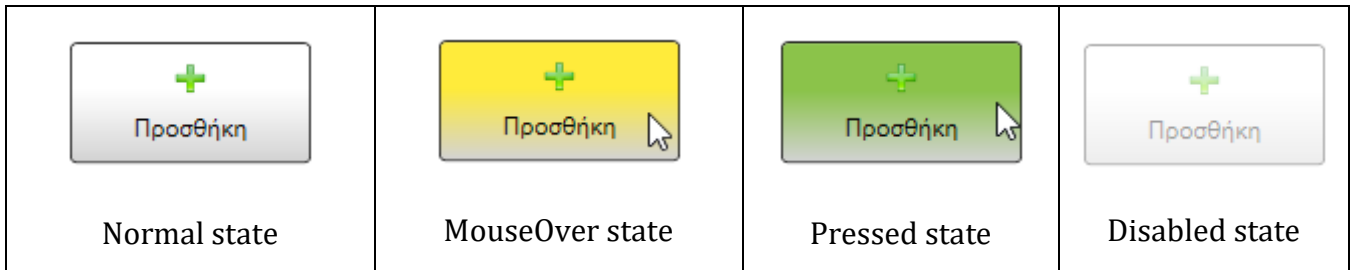 Προσθήκη
Προσθήκη
Προσθήκη
Προσθήκη
Normal state
MouseOver state
Pressed state
Disabled state